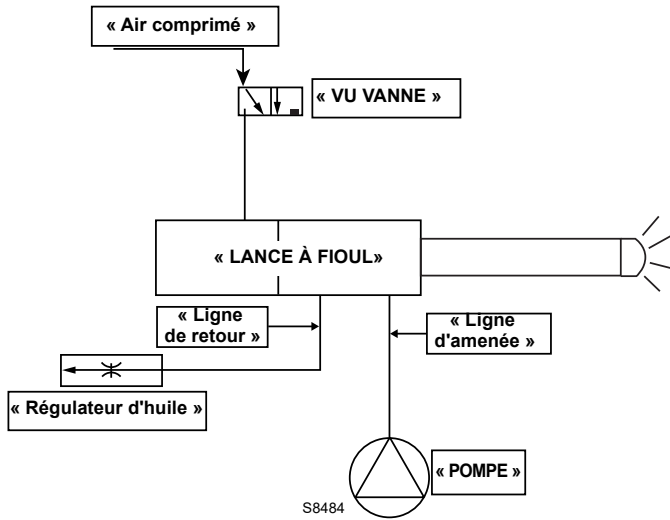 « Air comprimé »
« VU VANNE »
« LANCE À FIOUL»
« Ligne
de retour »
« Ligne
d'amenée »
« Régulateur d'huile »
« POMPE »
S8484